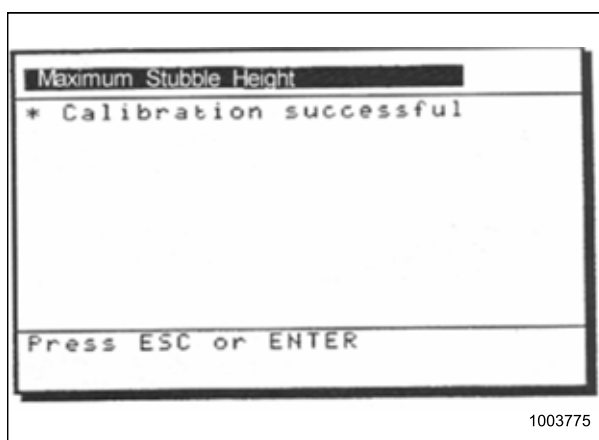 Maximum Stubble Height
* Calibration successful
Press ESC or ENTER
1003775